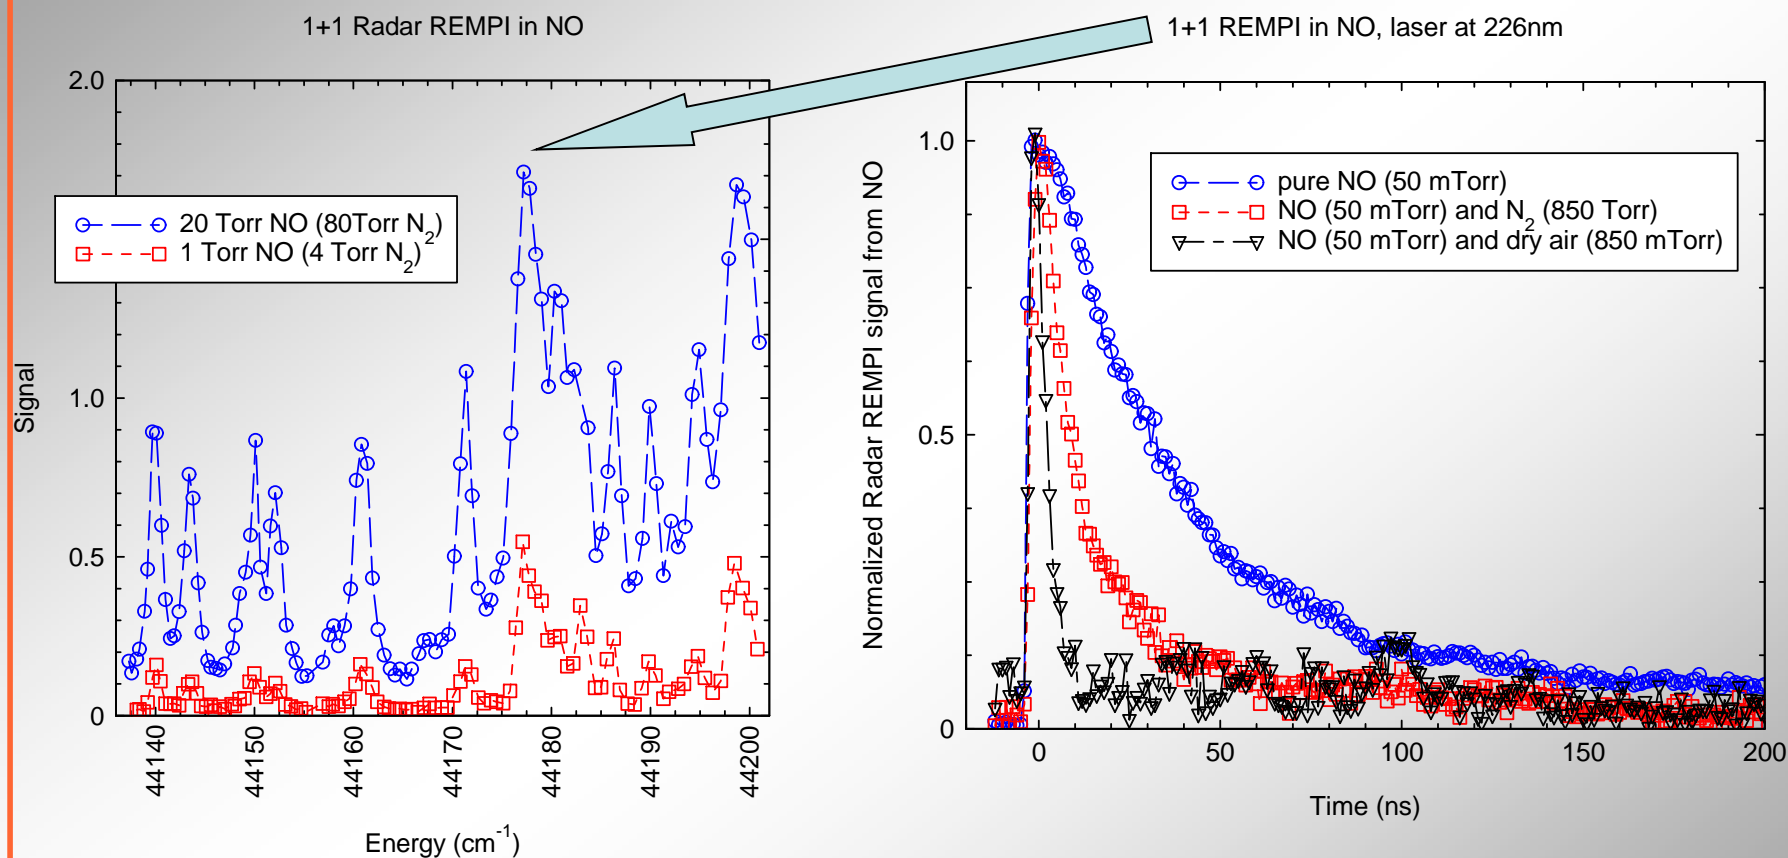 1+1 Radar REMPI in NO
1+1 REMPI in NO, laser at 226nm
2.0
1.0
0.5
0
Signal
20 Torr NO (80Torr N2)
1 Torr NO (4 Torr N2)
44140
44150
44160
44170
44180
44190
44200
Energy (cm-1)
1.0
0.5
0
Normalized Radar REMPI signal from NO
pure NO (50 mTorr)
NO (50 mTorr) and N2 (850 Torr)
NO (50 mTorr) and dry air (850 mTorr)
0
50
100
150
200
Time (ns)